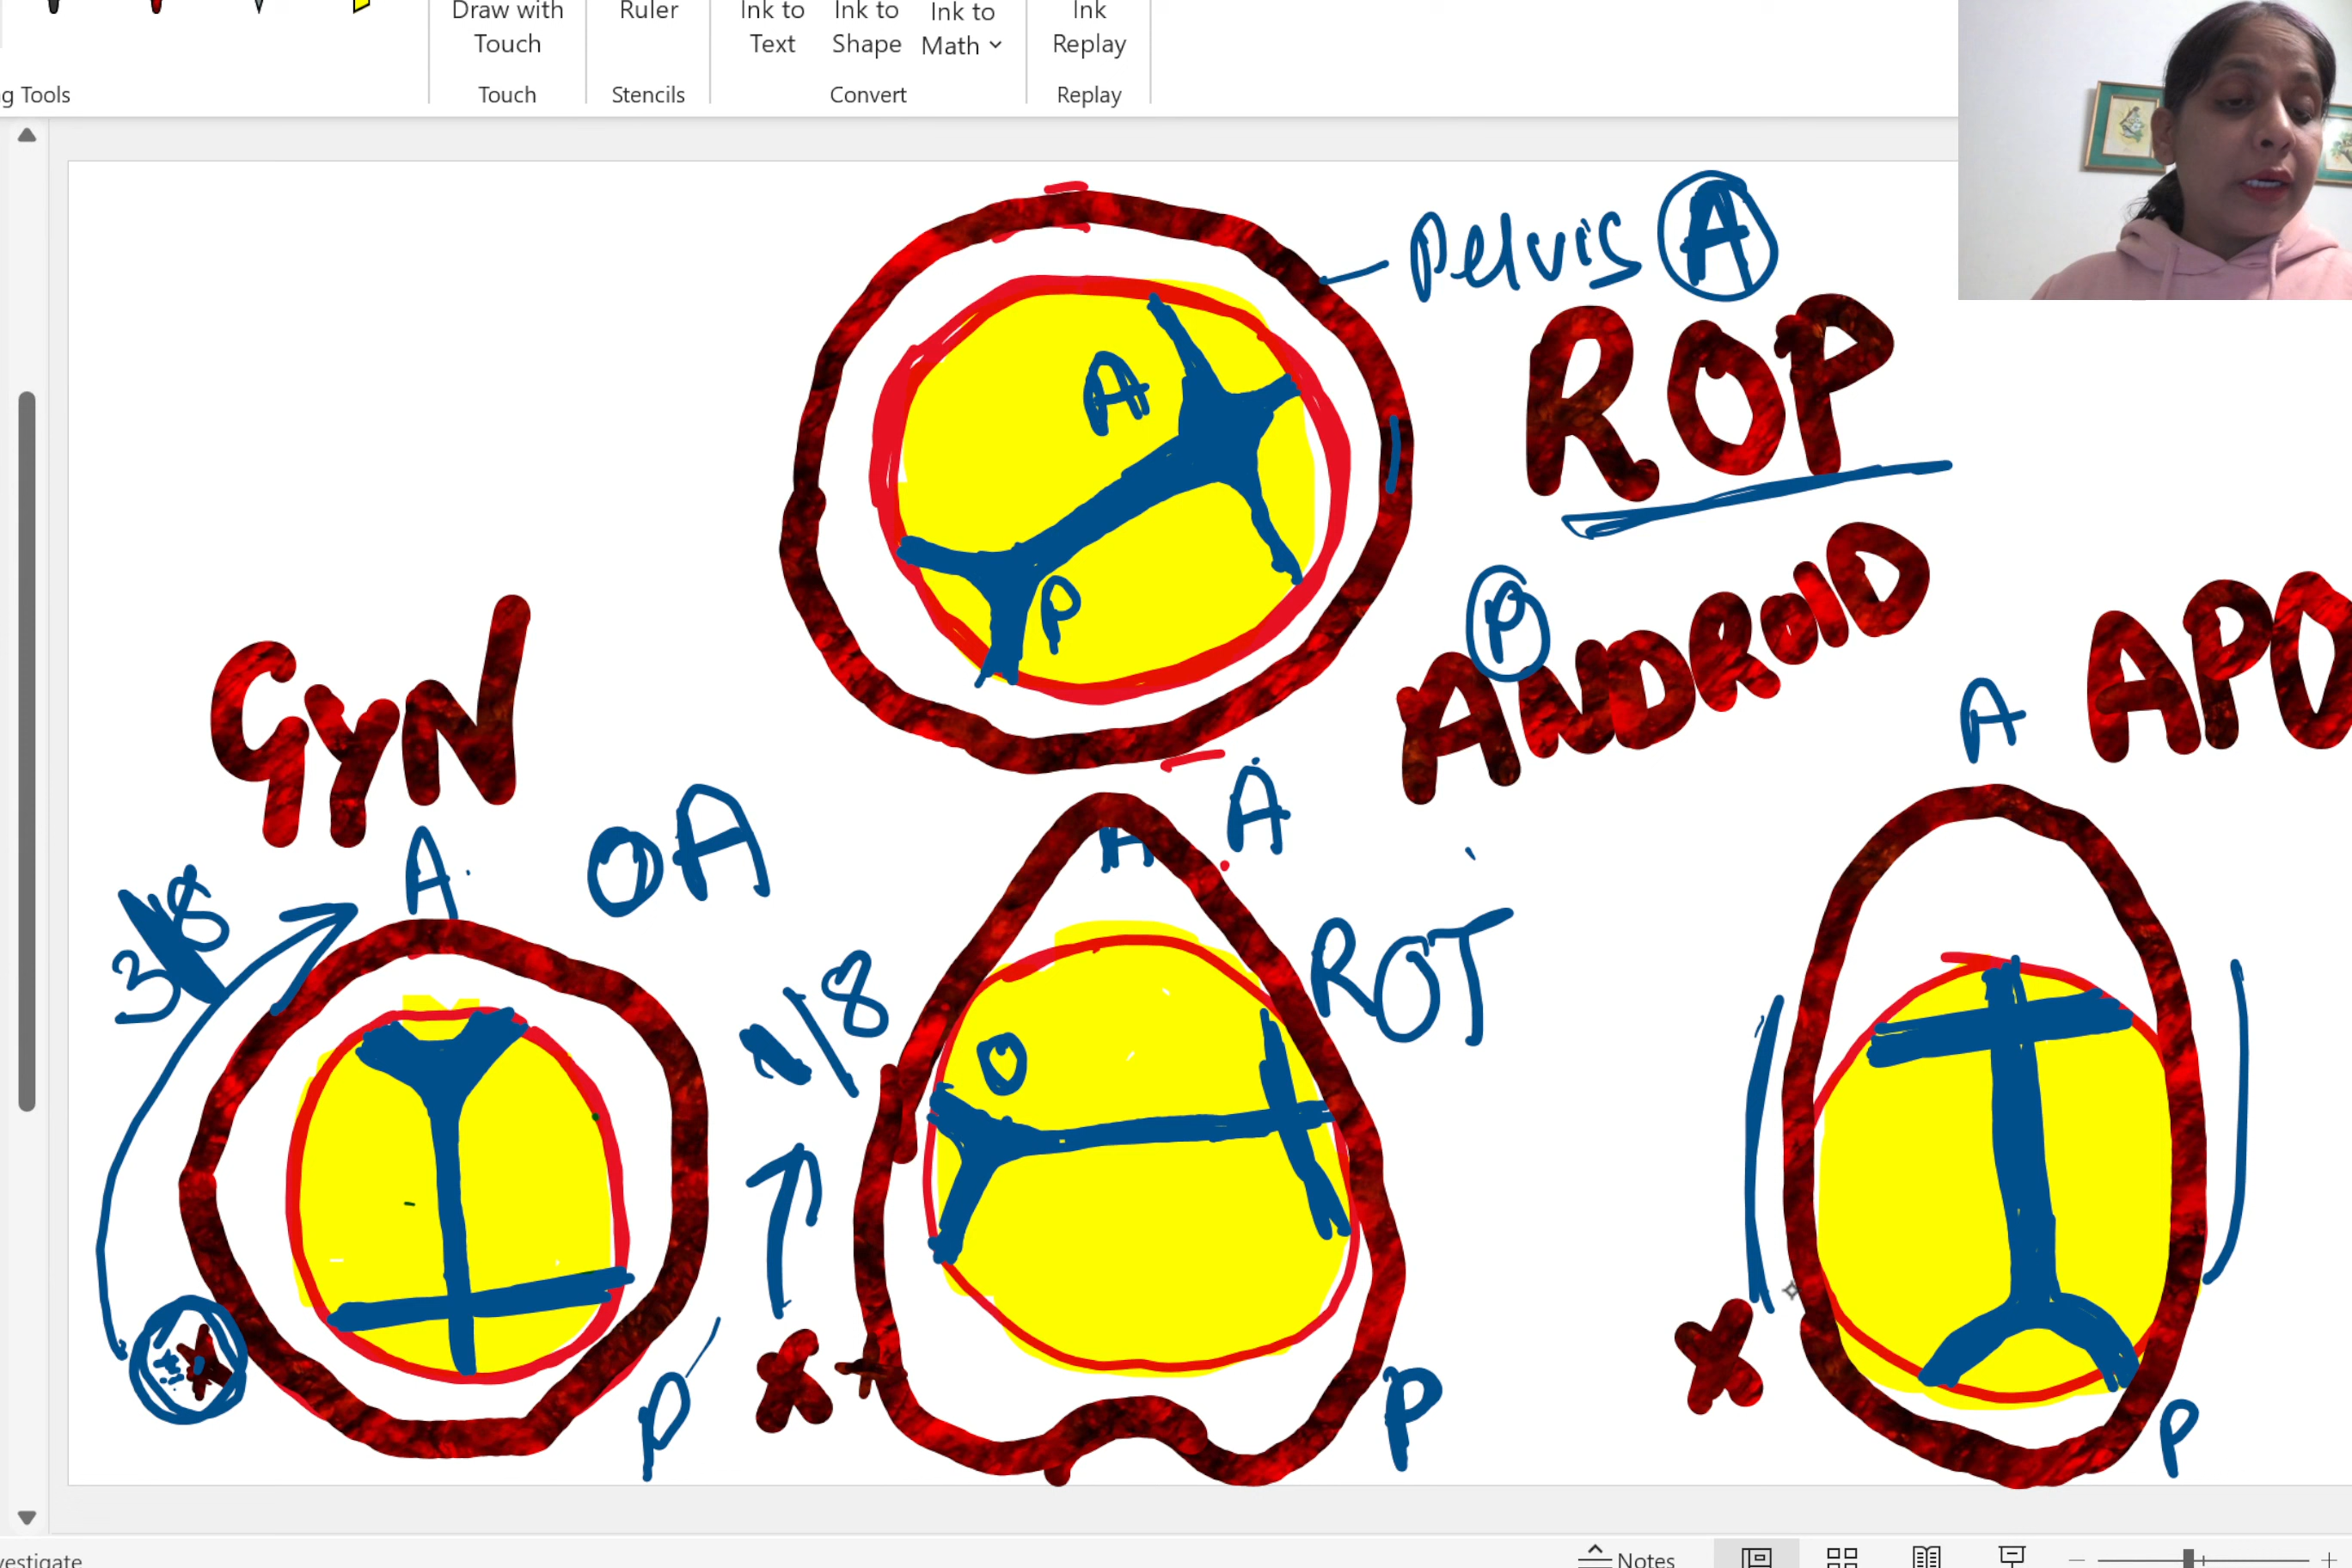 Draw with Touch
Ruler
Ink to Text
Ink to Shape
Ink to Math
Ink Replay
g Tools
Touch
Stencils
Convert
Replay
Pelvis A
ROP
A
P
P
ANDROID
GYN
A APO
A OA
A A
3/8
1/8
ROT
O
P
P
P
vestigate
Notes